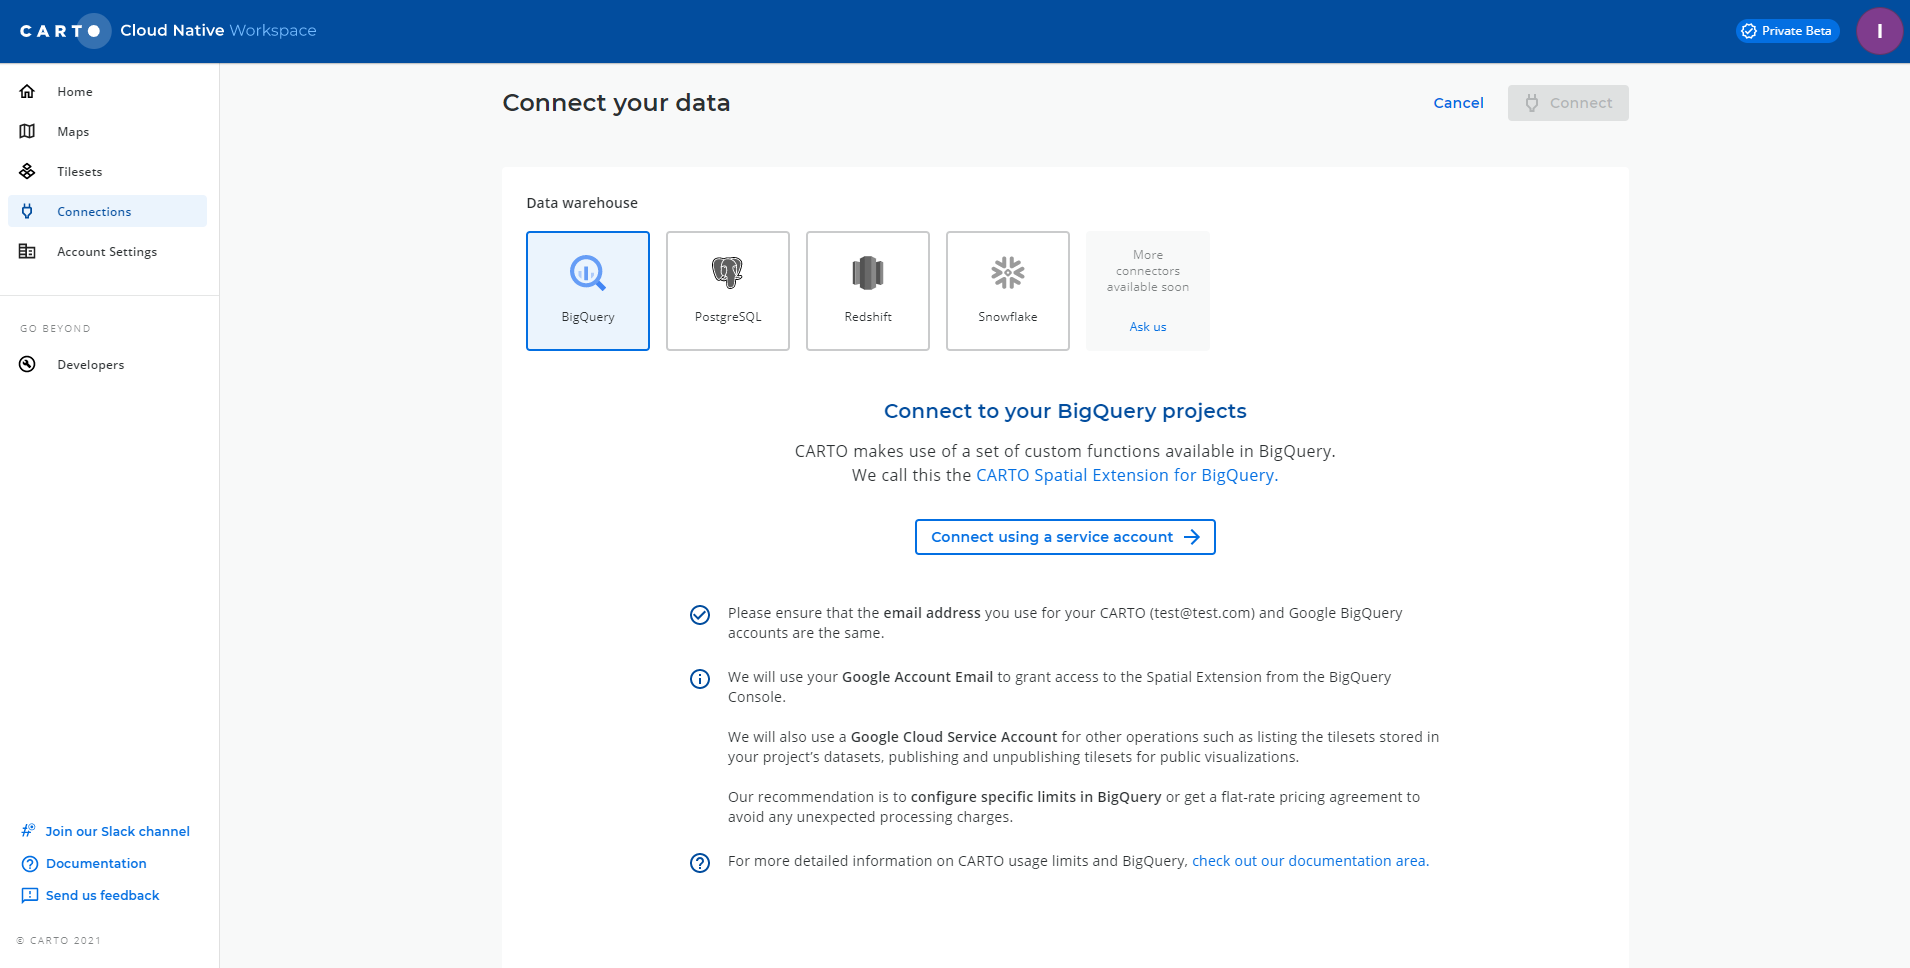 CARTO Cloud Native Workspace
Private Beta
I
Home
Maps
Tilesets
Connections
Account Settings
GO BEYOND
Developers
Join our Slack channel
Documentation
Send us feedback
© CARTO 2021
Connect your data
Cancel
Connect
Data warehouse
BigQuery
PostgreSQL
Redshift
Snowflake
More
connectors
available soon
Ask us
Connect to your BigQuery projects
CARTO makes use of a set of custom functions available in BigQuery.
We call this the CARTO Spatial Extension for BigQuery.
Connect using a service account
Please ensure that the email address you use for your CARTO (test@test.com) and Google BigQuery
accounts are the same.
We will use your Google Account Email to grant access to the Spatial Extension from the BigQuery
Console.
We will also use a Google Cloud Service Account for other operations such as listing the tilesets stored in
your project’s datasets, publishing and unpublishing tilesets for public visualizations.
Our recommendation is to configure specific limits in BigQuery or get a flat-rate pricing agreement to
avoid any unexpected processing charges.
For more detailed information on CARTO usage limits and BigQuery, check out our documentation area.